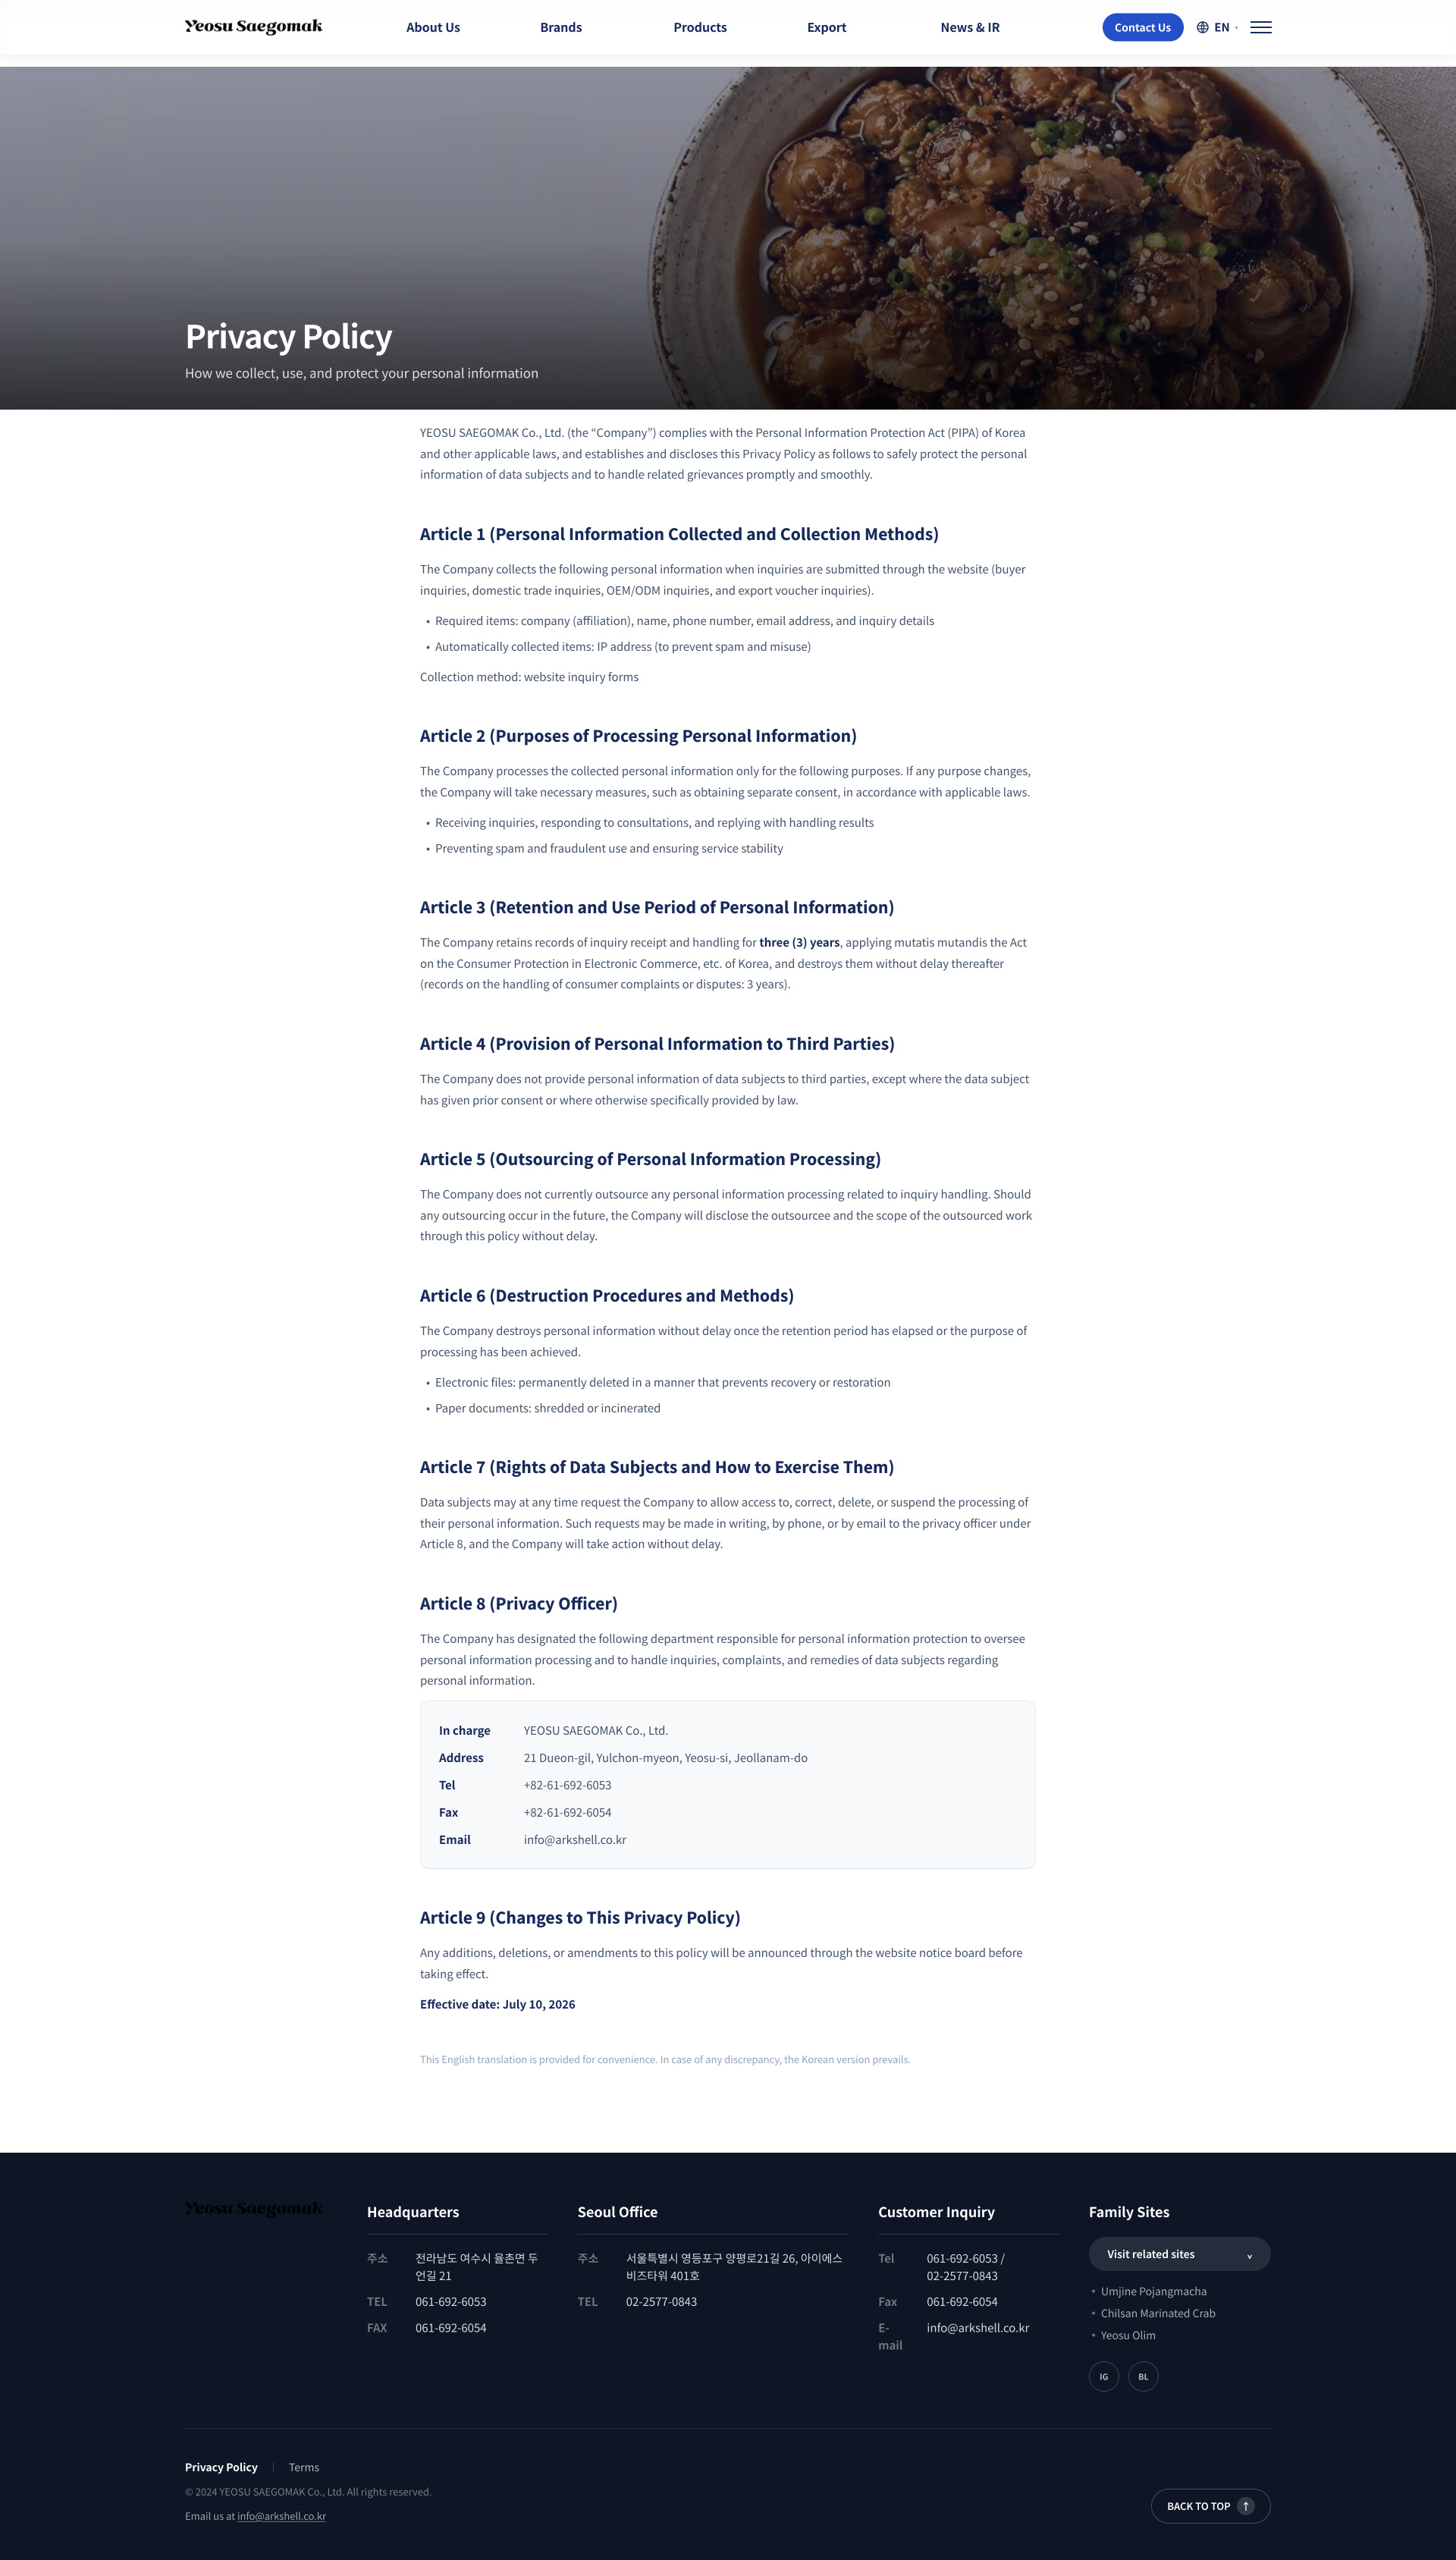 Yeosu Saegomak
About Us
Brands
Products
Export
News & IR
Contact Us
EN
Privacy Policy
How we collect, use, and protect your personal information
YEOSU SAEGOMAK Co., Ltd. (the “Company”) complies with the Personal Information Protection Act (PIPA) of Korea
and other applicable laws, and establishes and discloses this Privacy Policy as follows to safely protect the personal
information of data subjects and to handle related grievances promptly and smoothly.
Article 1 (Personal Information Collected and Collection Methods)
The Company collects the following personal information when inquiries are submitted through the website (buyer
inquiries, domestic trade inquiries, OEM/ODM inquiries, and export voucher inquiries).
• Required items: company (affiliation), name, phone number, email address, and inquiry details
• Automatically collected items: IP address (to prevent spam and misuse)
Collection method: website inquiry forms
Article 2 (Purposes of Processing Personal Information)
The Company processes the collected personal information only for the following purposes. If any purpose changes,
the Company will take necessary measures, such as obtaining separate consent, in accordance with applicable laws.
• Receiving inquiries, responding to consultations, and replying with handling results
• Preventing spam and fraudulent use and ensuring service stability
Article 3 (Retention and Use Period of Personal Information)
The Company retains records of inquiry receipt and handling for three (3) years, applying mutatis mutandis the Act
on the Consumer Protection in Electronic Commerce, etc. of Korea, and destroys them without delay thereafter
(records on the handling of consumer complaints or disputes: 3 years).
Article 4 (Provision of Personal Information to Third Parties)
The Company does not provide personal information of data subjects to third parties, except where the data subject
has given prior consent or where otherwise specifically provided by law.
Article 5 (Outsourcing of Personal Information Processing)
The Company does not currently outsource any personal information processing related to inquiry handling. Should
any outsourcing occur in the future, the Company will disclose the outsourcee and the scope of the outsourced work
through this policy without delay.
Article 6 (Destruction Procedures and Methods)
The Company destroys personal information without delay once the retention period has elapsed or the purpose of
processing has been achieved.
• Electronic files: permanently deleted in a manner that prevents recovery or restoration
• Paper documents: shredded or incinerated
Article 7 (Rights of Data Subjects and How to Exercise Them)
Data subjects may at any time request the Company to allow access to, correct, delete, or suspend the processing of
their personal information. Such requests may be made in writing, by phone, or by email to the privacy officer under
Article 8, and the Company will take action without delay.
Article 8 (Privacy Officer)
The Company has designated the following department responsible for personal information protection to oversee
personal information processing and to handle inquiries, complaints, and remedies of data subjects regarding
personal information.
In charge YEOSU SAEGOMAK Co., Ltd.
Address 21 Dueon-gil, Yulchon-myeon, Yeosu-si, Jeollanam-do
Tel +82-61-692-6053
Fax +82-61-692-6054
Email info@arkshell.co.kr
Article 9 (Changes to This Privacy Policy)
Any additions, deletions, or amendments to this policy will be announced through the website notice board before
taking effect.
Effective date: July 10, 2026
This English translation is provided for convenience. In case of any discrepancy, the Korean version prevails.
Yeosu Saegomak
Headquarters
주소 전라남도 여수시 율촌면 두
언길 21
TEL 061-692-6053
FAX 061-692-6054
Seoul Office
주소 서울특별시 영등포구 양평로21길 26, 아이에스
비즈타워 401호
TEL 02-2577-0843
Customer Inquiry
Tel 061-692-6053 /
02-2577-0843
Fax 061-692-6054
E- info@arkshell.co.kr
mail
Family Sites
Visit related sites
• Umjine Pojangmacha
• Chilsan Marinated Crab
• Yeosu Olim
IG
BL
Privacy Policy | Terms
© 2024 YEOSU SAEGOMAK Co., Ltd. All rights reserved.
Email us at info@arkshell.co.kr
BACK TO TOP ↑